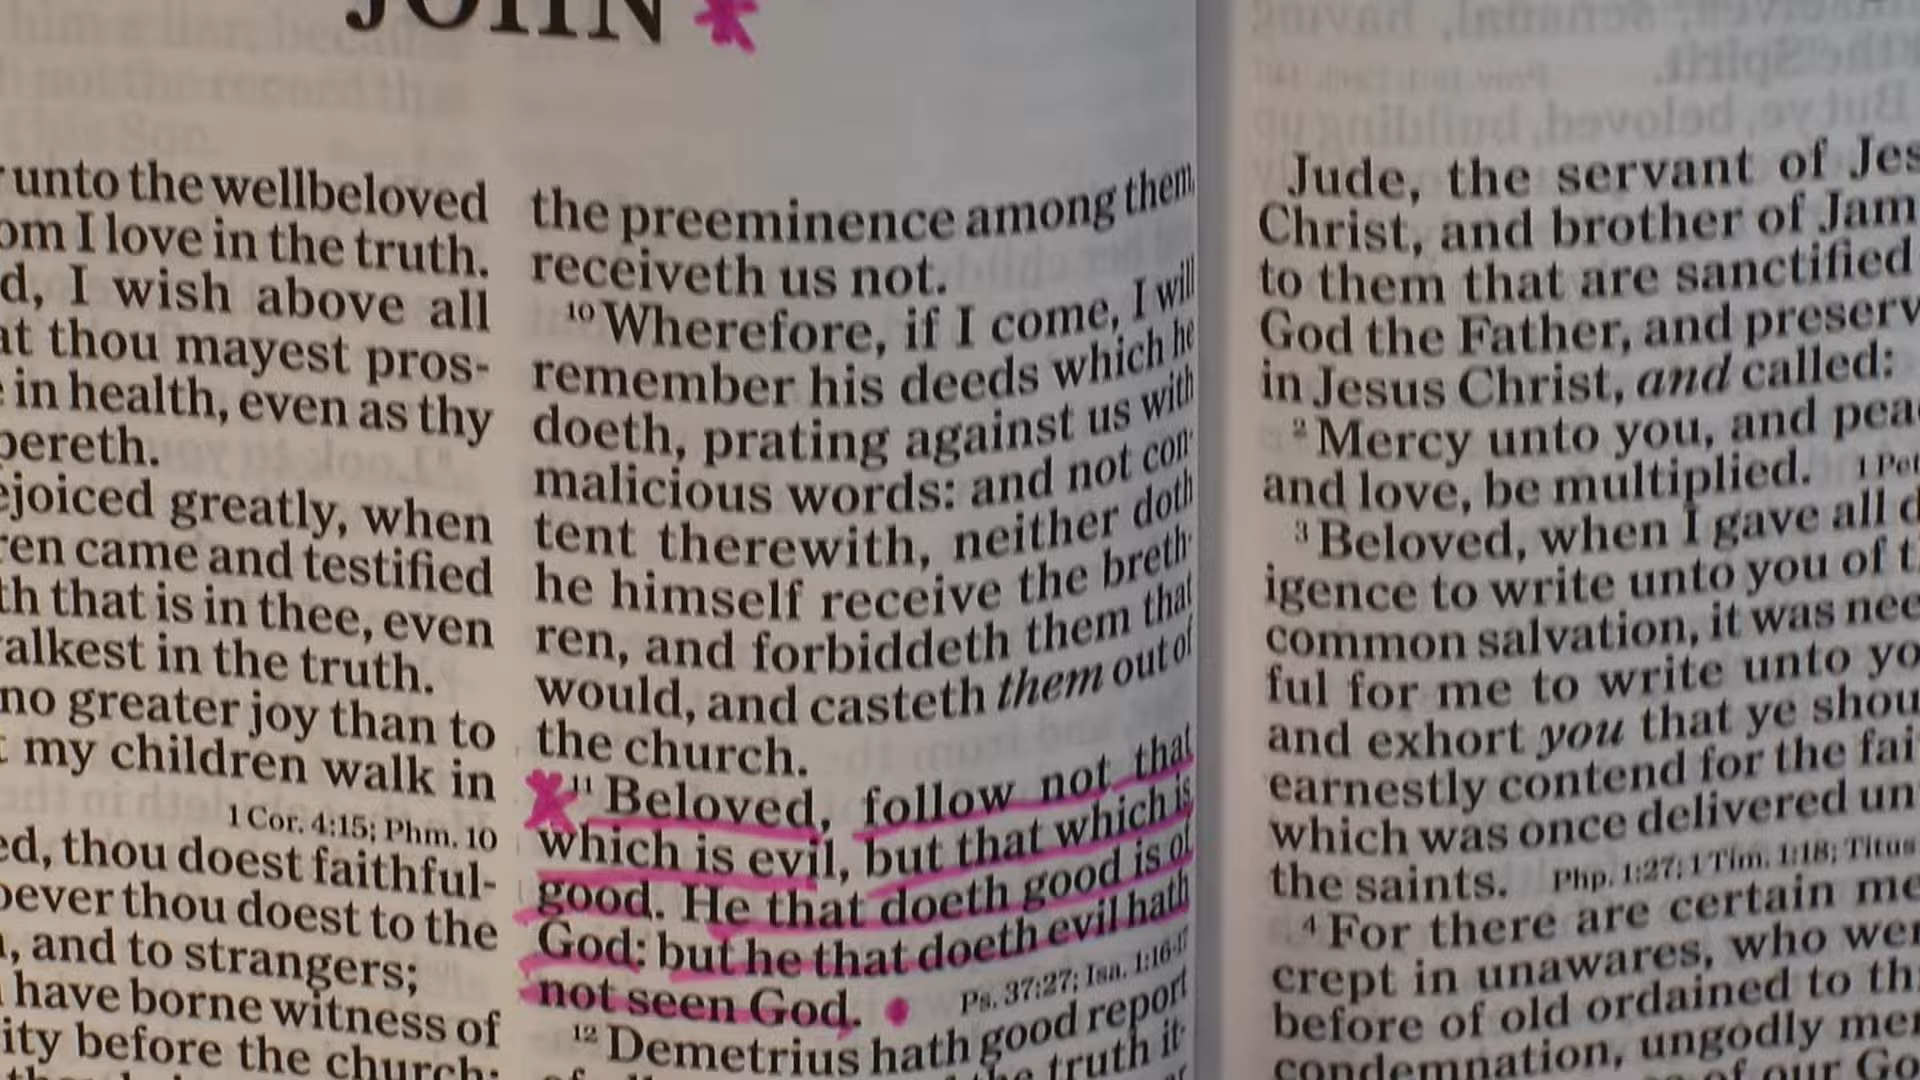 JOHN
unto the wellbeloved
I love in the truth.
I wish above all
thou mayest pros-
in health, even as thy
pereth.
greatly, when
came and testified
that is in thee, even
in the truth.
no greater joy than to
my children walk in
1 Cor. 4:15; Phm. 10
thou doest faithful-
thou doest to the
and to strangers;
have borne witness of
before the church:
the preeminence among them,
receiveth us not.
10 Wherefore, if I come, I will
remember his deeds which he
doeth, prating against us with
malicious words: and not con-
tent therewith, neither doth
he himself receive the breth-
ren, and forbiddeth them that
would, and casteth them out of
the church.
11 Beloved, follow not that
which is evil, but that which is
good. He that doeth good is of
God: but he that doeth evil hath
not seen God.
Ps. 37:27; Isa. 1:16-17
12 Demetrius hath good report
the truth it-
Jude, the servant of Jes
Christ, and brother of Jam
to them that are sanctified
God the Father, and preserv
in Jesus Christ, and called:
2 Mercy unto you, and pea
and love, be multiplied. 1 Pet
3 Beloved, when I gave all d
igence to write unto you of t
common salvation, it was nee
ful for me to write unto yo
and exhort you that ye shou
earnestly contend for the fai
which was once delivered un
the saints. Php. 1:27; 1 Tim. 1:18; Titus
4 For there are certain me
crept in unawares, who wer
before of old ordained to th
condemnation, ungodly me
of our Go